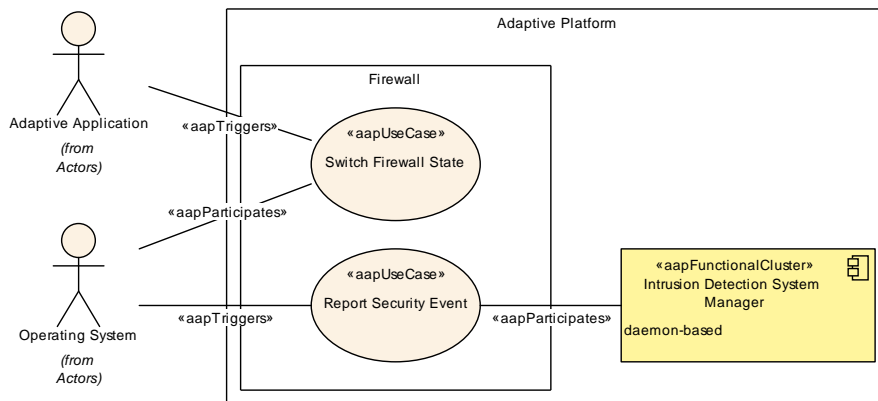 Adaptive Platform
Firewall
Adaptive Application
(from
Actors)
«aapTriggers»
«aapUseCase»
Switch Firewall State
«aapParticipates»
Operating System
(from
Actors)
«aapTriggers»
«aapUseCase»
Report Security Event
«aapParticipates»
«aapFunctionalCluster»
Intrusion Detection System
Manager
daemon-based